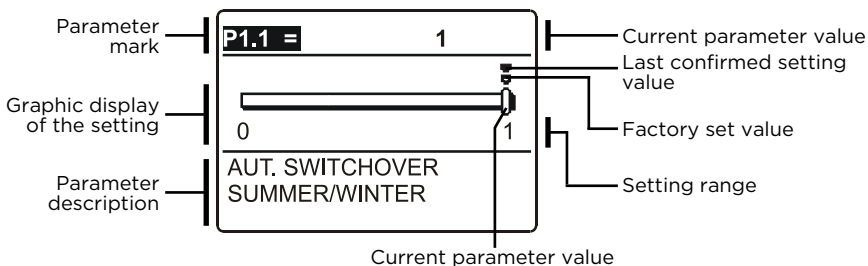 Parameter
mark
P1.1 = 1
Current parameter value
Last confirmed setting
value
Graphic display
of the setting
0 1
Factory set value
Parameter
description
AUT. SWITCHOVER
SUMMER/WINTER
Setting range
Current parameter value